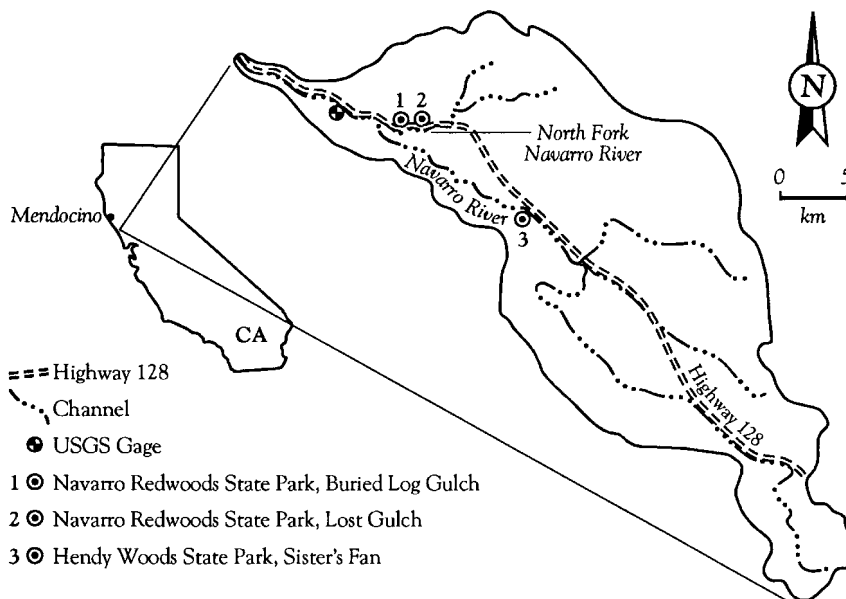 N
0 5
km
1 2
North Fork
Navarro River
Navarro River
3
Mendocino
CA
Highway 128
Highway 128
Channel
USGS Gage
1 Navarro Redwoods State Park, Buried Log Gulch
2 Navarro Redwoods State Park, Lost Gulch
3 Hendy Woods State Park, Sister's Fan